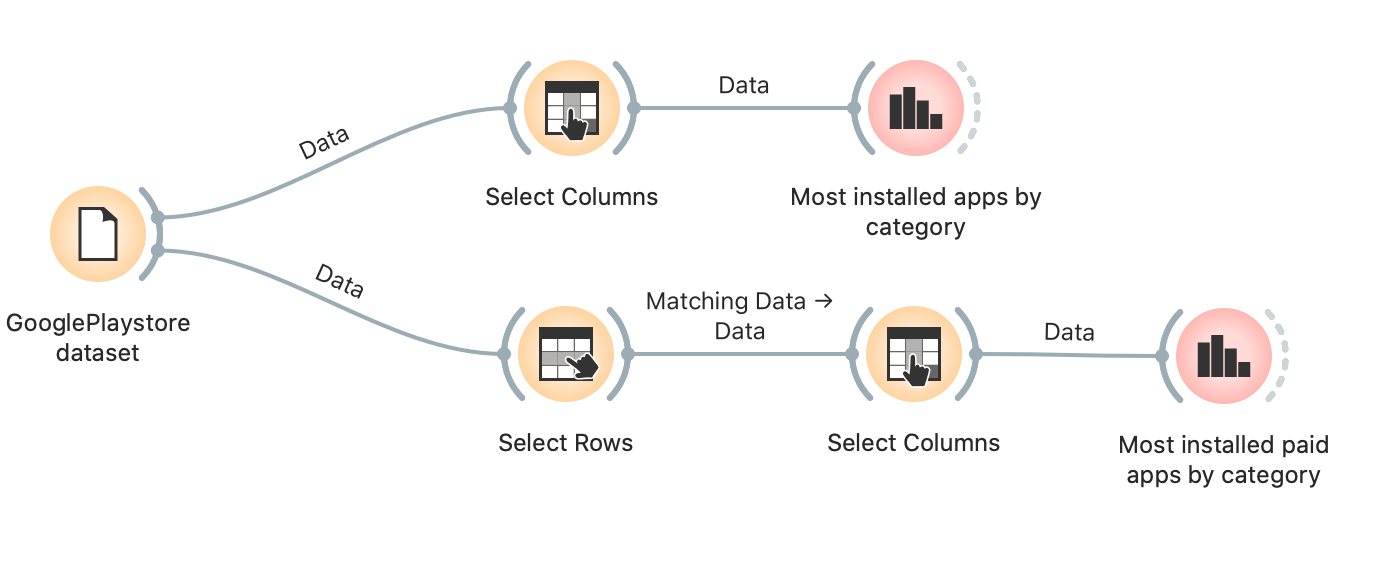 Data
Data
Select Columns
Most installed apps by
category
GooglePlaystore
dataset
Data
Matching Data →
Data
Data
Select Rows
Select Columns
Most installed paid
apps by category